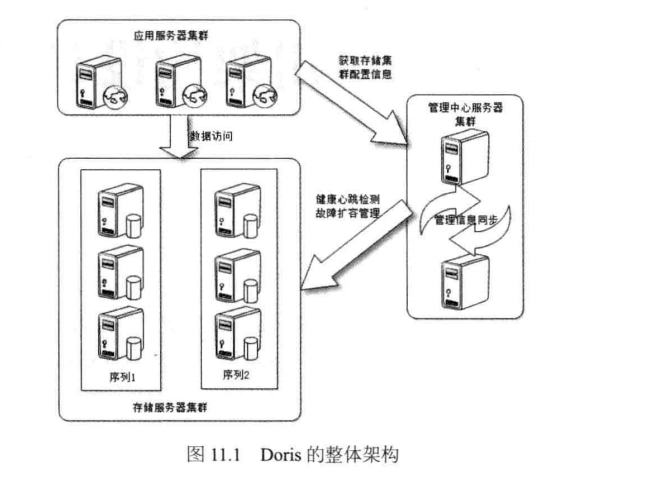 应用服务器集群
获取存储集
群配置信息
管理中心服务器
集群
数据访问
健康心跳检测
故障扩容管理
管理信息同步
序列1
序列2
存储服务器集群
图 11.1 Doris 的整体架构